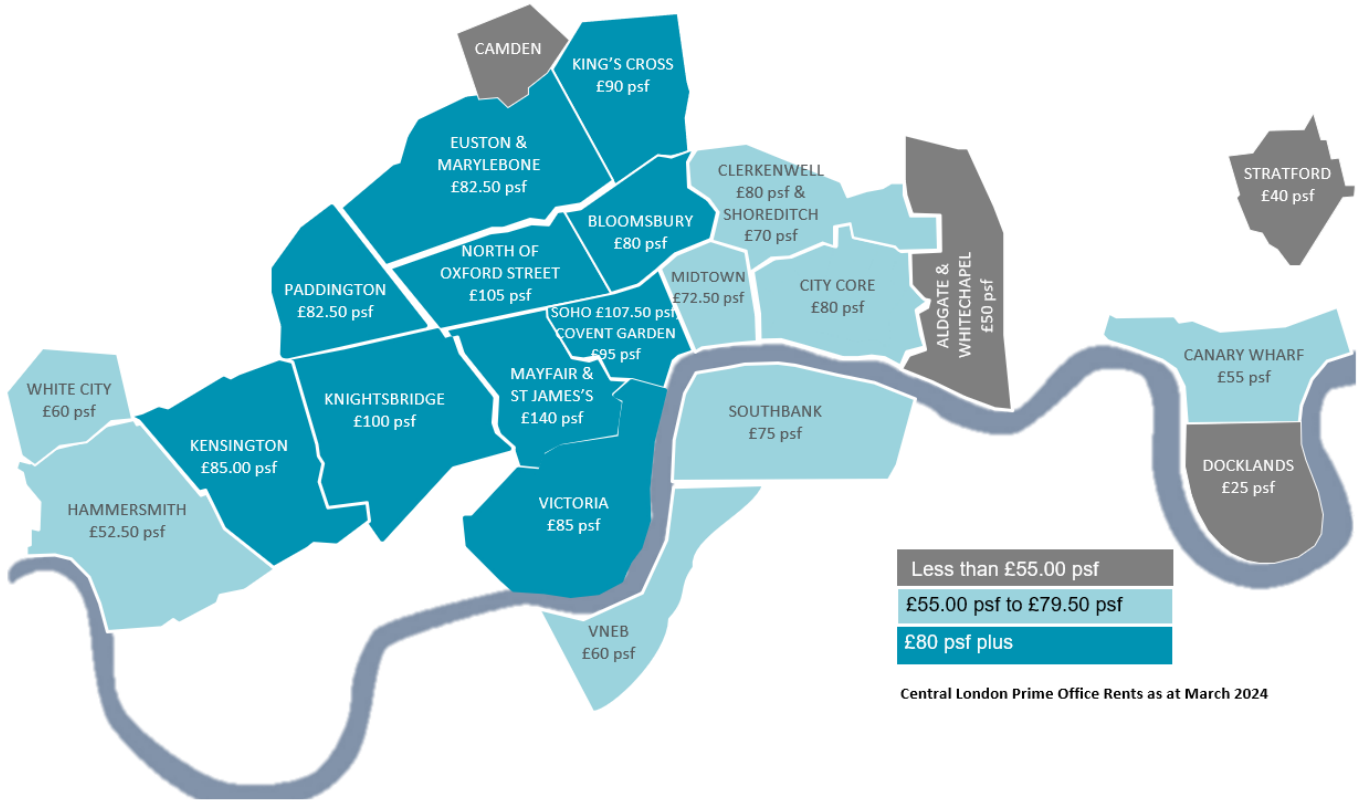 CAMDEN
KING'S CROSS
£90 psf
EUSTON &
MARYLEBONE
£82.50 psf
BLOOMSBURY
£80 psf
CLERKENWELL
£80 psf &
SHOREDITCH
£70 psf
STRATFORD
£40 psf
NORTH OF
OXFORD STREET
£105 psf
PADDINGTON
£82.50 psf
MIDTOWN
£72.50 psf
CITY CORE
£80 psf
ALDGATE &
WHITECHAPEL
£50 psf
SOHO £107.50 psf
COVENT GARDEN
£95 psf
CANARY WHARF
£55 psf
WHITE CITY
£60 psf
KNIGHTSBRIDGE
£100 psf
MAYFAIR &
ST JAMES'S
£140 psf
SOUTHBANK
£75 psf
KENSINGTON
£85.00 psf
DOCKLANDS
£25 psf
HAMMERSMITH
£52.50 psf
VICTORIA
£85 psf
VNEB
£60 psf
Less than £55.00 psf
£55.00 psf to £79.50 psf
£80 psf plus
Central London Prime Office Rents as at March 2024